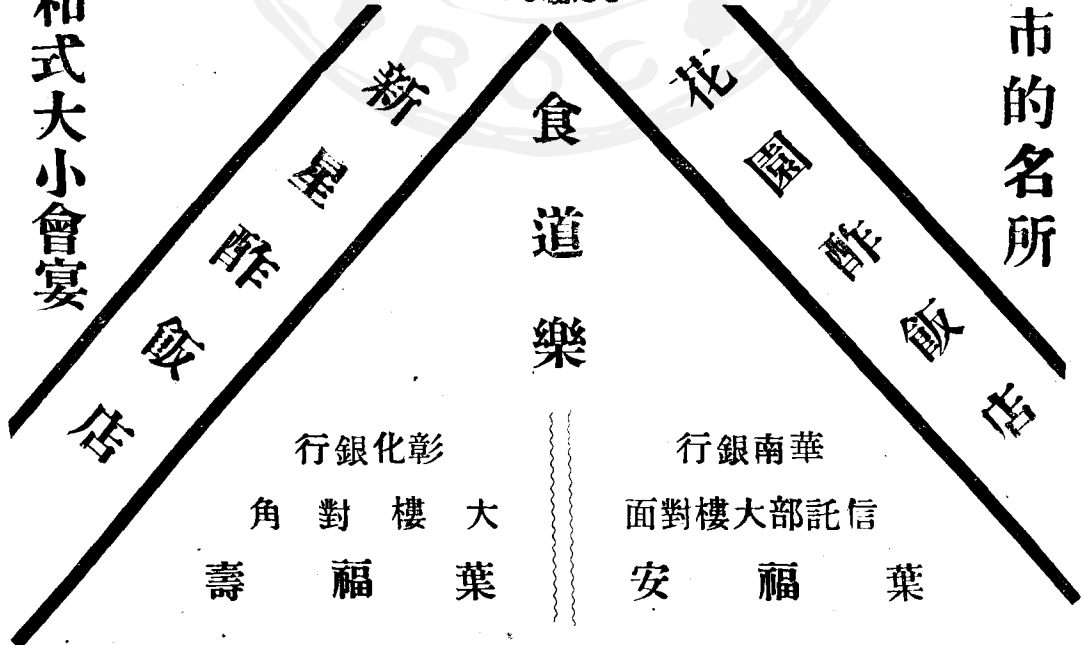 市的名所
花園酢飯店
食道樂
新星酢飯店
和式大小會宴
華南銀行
信託部大樓對面
葉福安
彰化銀行
大樓對角
葉福壽
ROC